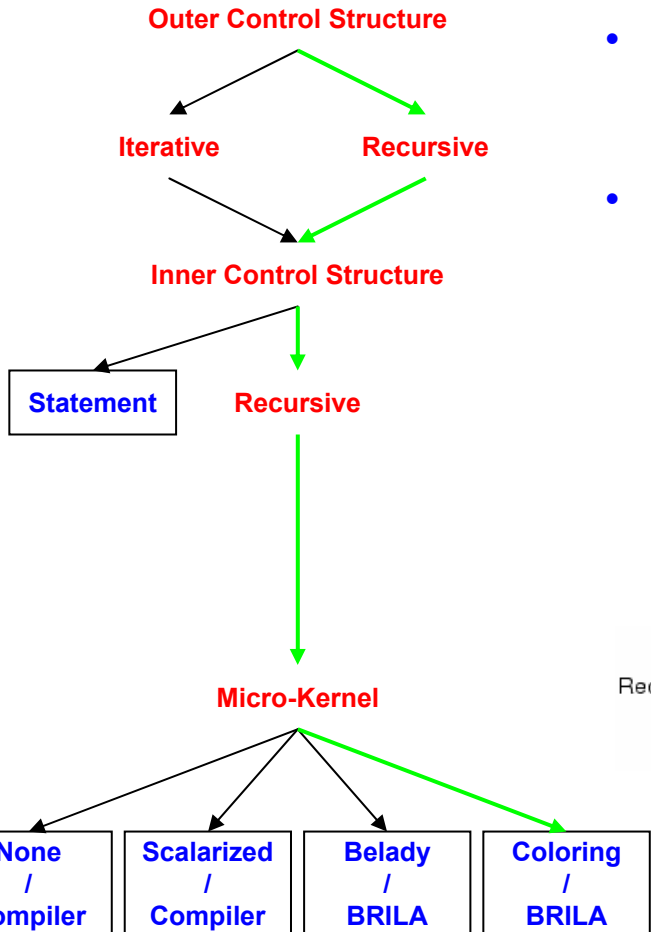 Outer Control Structure
•
Iterative Recursive
•
Inner Control Structure
Statement Recursive
Micro-Kernel
None Scalarized Belady Coloring
/ / / /
Compiler BRILA BRILA